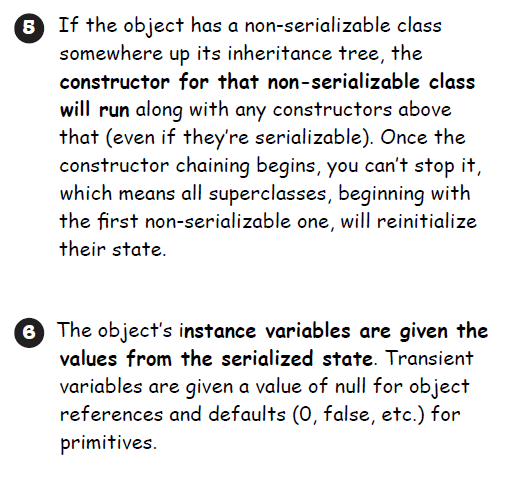 5 If the object has a non-serializable class
somewhere up its inheritance tree, the
constructor for that non-serializable class
will run along with any constructors above
that (even if they're serializable). Once the
constructor chaining begins, you can't stop it,
which means all superclasses, beginning with
the first non-serializable one, will reinitialize
their state.
6 The object's instance variables are given the
values from the serialized state. Transient
variables are given a value of null for object
references and defaults (0, false, etc.) for
primitives.